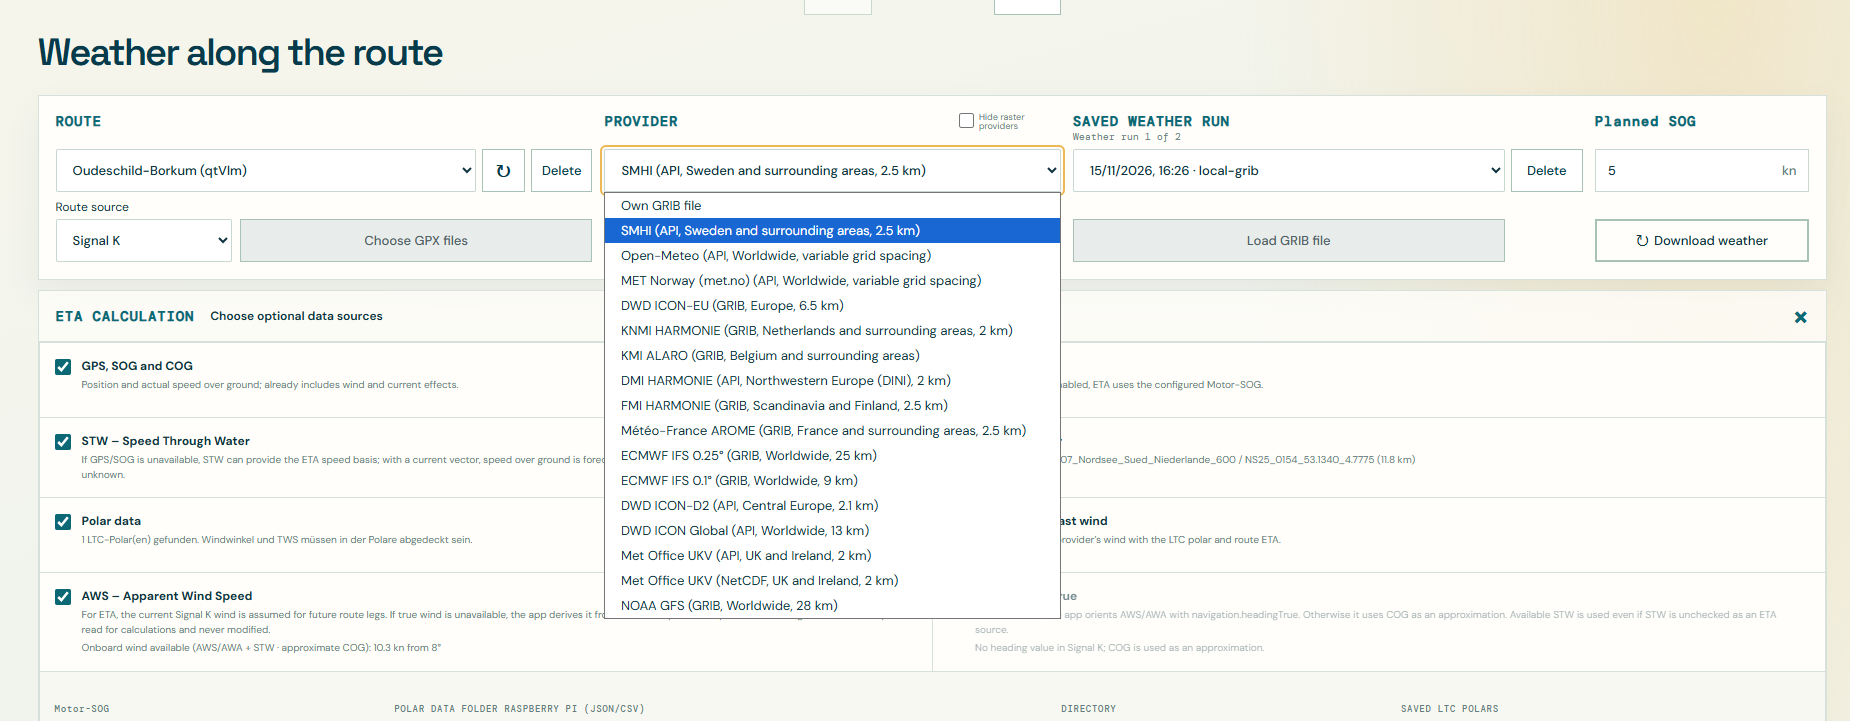 Weather along the route
ROUTE
PROVIDER
Hide raster
providers
SAVED WEATHER RUN
Weather run 1 of 2
Planned SOG
Oudeschild-Borkum (qtVlm)
↻
Delete
SMHI (API, Sweden and surrounding areas, 2.5 km)
15/11/2026, 16:26 · local-grib
Delete
5
kn
Route source
Signal K
Choose GPX files
Load GRIB file
↻ Download weather
Own GRIB file
SMHI (API, Sweden and surrounding areas, 2.5 km)
Open-Meteo (API, Worldwide, variable grid spacing)
MET Norway (met.no) (API, Worldwide, variable grid spacing)
DWD ICON-EU (GRIB, Europe, 6.5 km)
KNMI HARMONIE (GRIB, Netherlands and surrounding areas, 2 km)
KMI ALARO (GRIB, Belgium and surrounding areas)
DMI HARMONIE (API, Northwestern Europe (DINI), 2 km)
FMI HARMONIE (GRIB, Scandinavia and Finland, 2.5 km)
Météo-France AROME (GRIB, France and surrounding areas, 2.5 km)
ECMWF IFS 0.25° (GRIB, Worldwide, 25 km)
ECMWF IFS 0.1° (GRIB, Worldwide, 9 km)
DWD ICON-D2 (API, Central Europe, 2.1 km)
DWD ICON Global (API, Worldwide, 13 km)
Met Office UKV (API, UK and Ireland, 2 km)
Met Office UKV (NetCDF, UK and Ireland, 2 km)
NOAA GFS (GRIB, Worldwide, 28 km)
ETA CALCULATION Choose optional data sources
GPS, SOG and COG
Position and actual speed over ground; already includes wind and current effects.
abled, ETA uses the configured Motor-SOG.
STW – Speed Through Water
If GPS/SOG is unavailable, STW can provide the ETA speed basis; with a current vector, speed over ground is forec
unknown.
07_Nordsee_Sued_Niederlande_600 / NS25_0154_53.1340_4.7775 (11.8 km)
Polar data
1 LTC-Polar(en) gefunden. Windwinkel und TWS müssen in der Polare abgedeckt sein.
ast wind
rovider's wind with the LTC polar and route ETA.
AWS – Apparent Wind Speed
For ETA, the current Signal K wind is assumed for future route legs. If true wind is unavailable, the app derives it fr
read for calculations and never modified.
Onboard wind available (AWS/AWA + STW · approximate COG): 10.3 kn from 8°
rue
app orients AWS/AWA with navigation.headingTrue. Otherwise it uses COG as an approximation. Available STW is used even if STW is unchecked as an ETA
source.
No heading value in Signal K; COG is used as an approximation.
Motor-SOG
POLAR DATA FOLDER RASPBERRY PI (JSON/CSV)
DIRECTORY
SAVED LTC POLARS